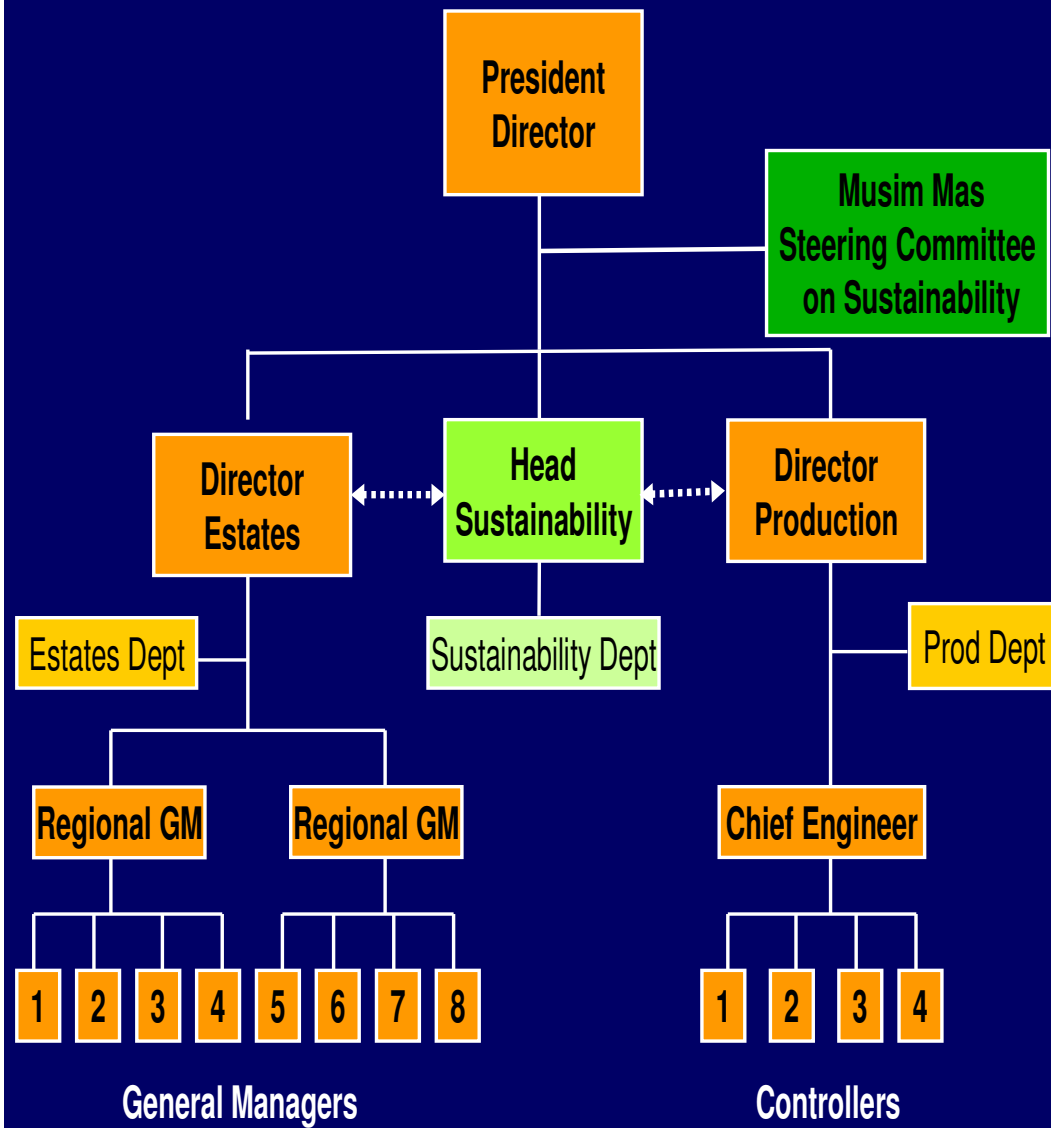 President
Director
Musim Mas
Steering Committee
on Sustainability
Director
Estates
Head
Sustainability
Director
Production
Estates Dept
Sustainability Dept
Prod Dept
Regional GM
Regional GM
Chief Engineer
1
2
3
4
5
6
7
8
1
2
3
4
General Managers
Controllers